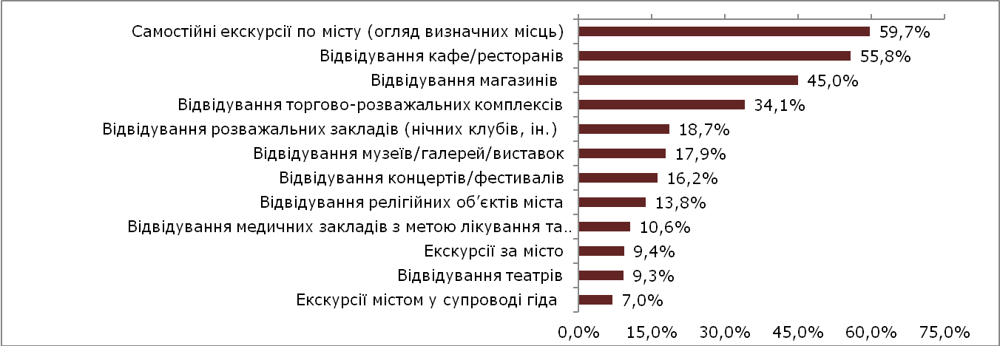 Самостійні екскурсії по місту (огляд визначних місць) 59,7%
Відвідування кафе/ресторанів 55,8%
Відвідування магазинів 45,0%
Відвідування торгово-розважальних комплексів 34,1%
Відвідування розважальних закладів (нічних клубів, ін.) 18,7%
Відвідування музеїв/галерей/виставок 17,9%
Відвідування концертів/фестивалів 16,2%
Відвідування релігійних об’єктів міста 13,8%
Відвідування медичних закладів з метою лікування та.. 10,6%
Екскурсії за місто 9,4%
Відвідування театрів 9,3%
Екскурсії містом у супроводі гіда 7,0%
0,0% 15,0% 30,0% 45,0% 60,0% 75,0%